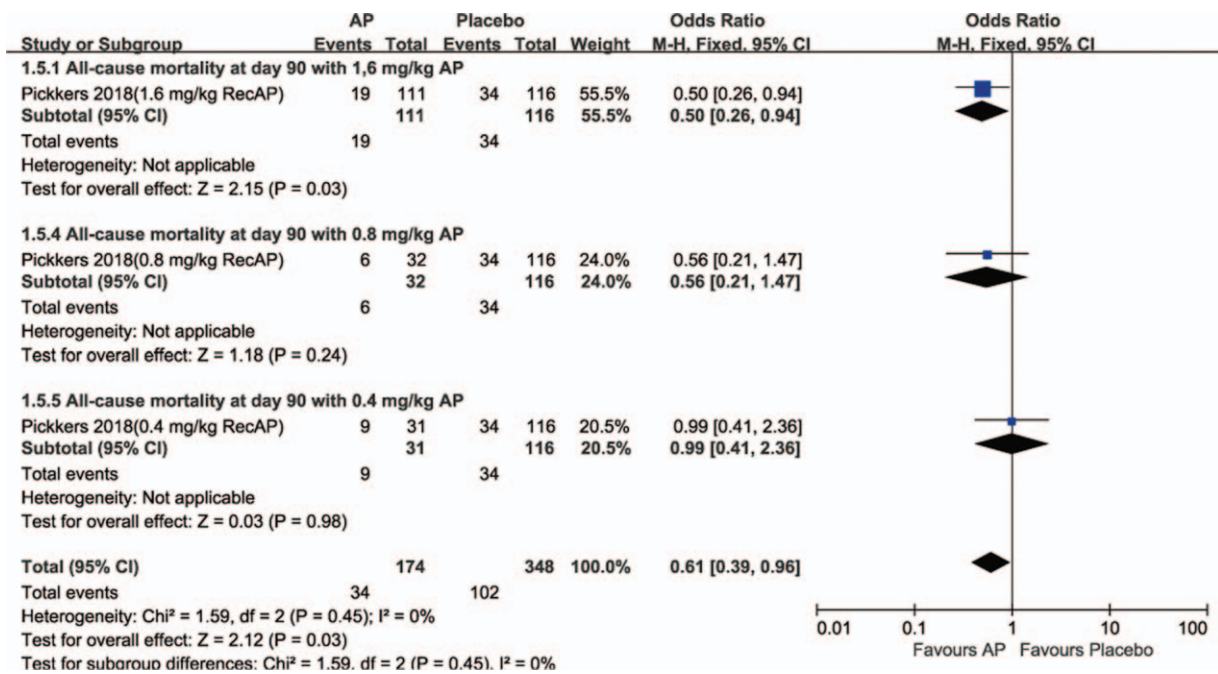 AP Placebo Odds Ratio Odds Ratio
Study or Subgroup Events Total Events Total Weight M-H, Fixed, 95% CI M-H, Fixed, 95% CI
1.5.1 All-cause mortality at day 90 with 1,6 mg/kg AP
Pickkers 2018(1.6 mg/kg RecAP) 19 111 34 116 55.5% 0.50 [0.26, 0.94]
Subtotal (95% CI) 111 116 55.5% 0.50 [0.26, 0.94]
Total events 19 34
Heterogeneity: Not applicable
Test for overall effect: Z = 2.15 (P = 0.03)
1.5.4 All-cause mortality at day 90 with 0.8 mg/kg AP
Pickkers 2018(0.8 mg/kg RecAP) 6 32 34 116 24.0% 0.56 [0.21, 1.47]
Subtotal (95% CI) 32 116 24.0% 0.56 [0.21, 1.47]
Total events 6 34
Heterogeneity: Not applicable
Test for overall effect: Z = 1.18 (P = 0.24)
1.5.5 All-cause mortality at day 90 with 0.4 mg/kg AP
Pickkers 2018(0.4 mg/kg RecAP) 9 31 34 116 20.5% 0.99 [0.41, 2.36]
Subtotal (95% CI) 31 116 20.5% 0.99 [0.41, 2.36]
Total events 9 34
Heterogeneity: Not applicable
Test for overall effect: Z = 0.03 (P = 0.98)
Total (95% CI) 174 348 100.0% 0.61 [0.39, 0.96]
Total events 34 102
Heterogeneity: Chi² = 1.59, df = 2 (P = 0.45); I² = 0%
Test for overall effect: Z = 2.12 (P = 0.03)
Test for subgroup differences: Chi² = 1.59, df = 2 (P = 0.45), I² = 0%
0.01 0.1 1 10 100
Favours AP Favours Placebo